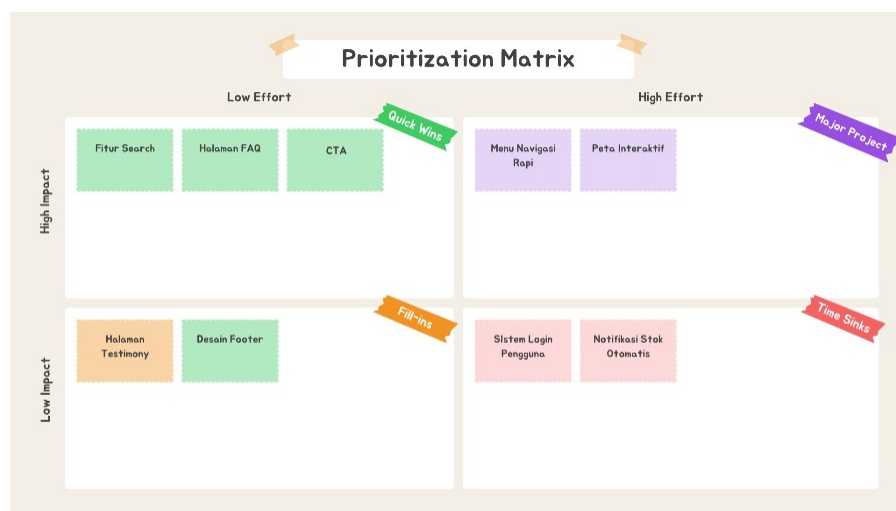 Prioritization Matrix
Low Effort
High Effort
High Impact
Quick Wins
Fitur Search
Halaman FAQ
CTA
Major Project
Menu Navigasi
Rapi
Peta Interaktif
Low Impact
Fill-ins
Halaman
Testimony
Desain Footer
Time Sinks
SIstem Login
Pengguna
Notifikasi Stok
Otomatis